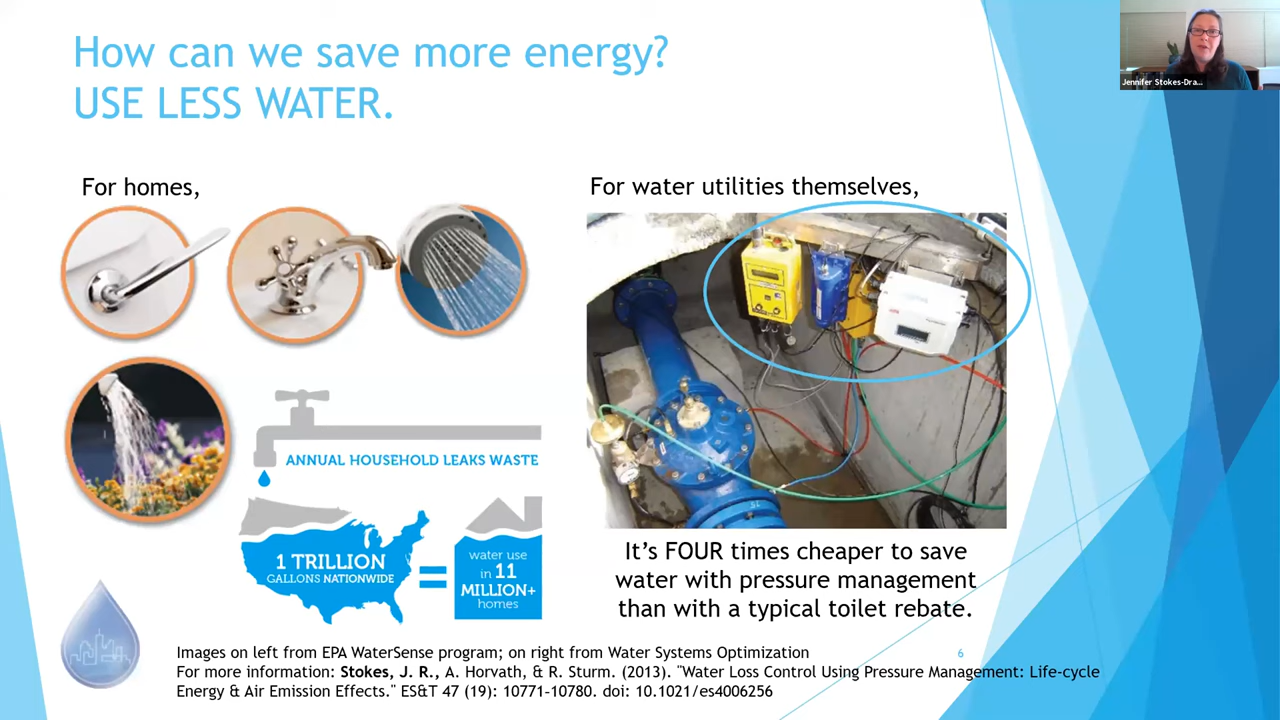 How can we save more energy?
USE LESS WATER.
Jennifer Stokes-Dra...
For homes,
For water utilities themselves,
ANNUAL HOUSEHOLD LEAKS WASTE
1 TRILLION
GALLONS NATIONWIDE
=
water use
in 11
MILLION+
homes
It's FOUR times cheaper to save
water with pressure management
than with a typical toilet rebate.
Images on left from EPA WaterSense program; on right from Water Systems Optimization
6
For more information: Stokes, J. R., A. Horvath, & R. Sturm. (2013). "Water Loss Control Using Pressure Management: Life-cycle
Energy & Air Emission Effects." ES&T 47 (19): 10771-10780. doi: 10.1021/es4006256